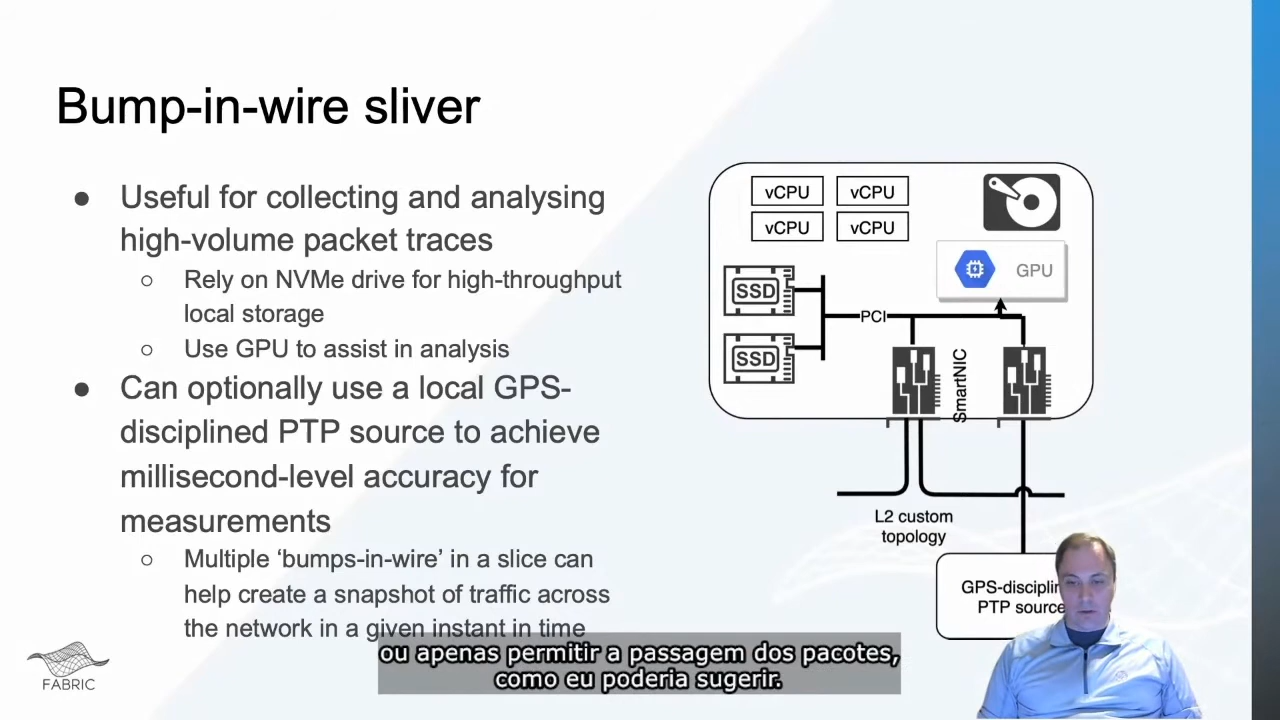 Bump-in-wire sliver
● Useful for collecting and analysing
high-volume packet traces
○ Rely on NVMe drive for high-throughput
local storage
○ Use GPU to assist in analysis
● Can optionally use a local GPS-
disciplined PTP source to achieve
millisecond-level accuracy for
measurements
○ Multiple ‘bumps-in-wire’ in a slice can
help create a snapshot of traffic across
the network in a given instant in time
vCPU vCPU
vCPU vCPU
GPU
SSD
PCI
SSD
SmartNIC
L2 custom
topology
GPS-disciplin
PTP source
FABRIC
ou apenas permitir a passagem dos pacotes,
como eu poderia sugerir.